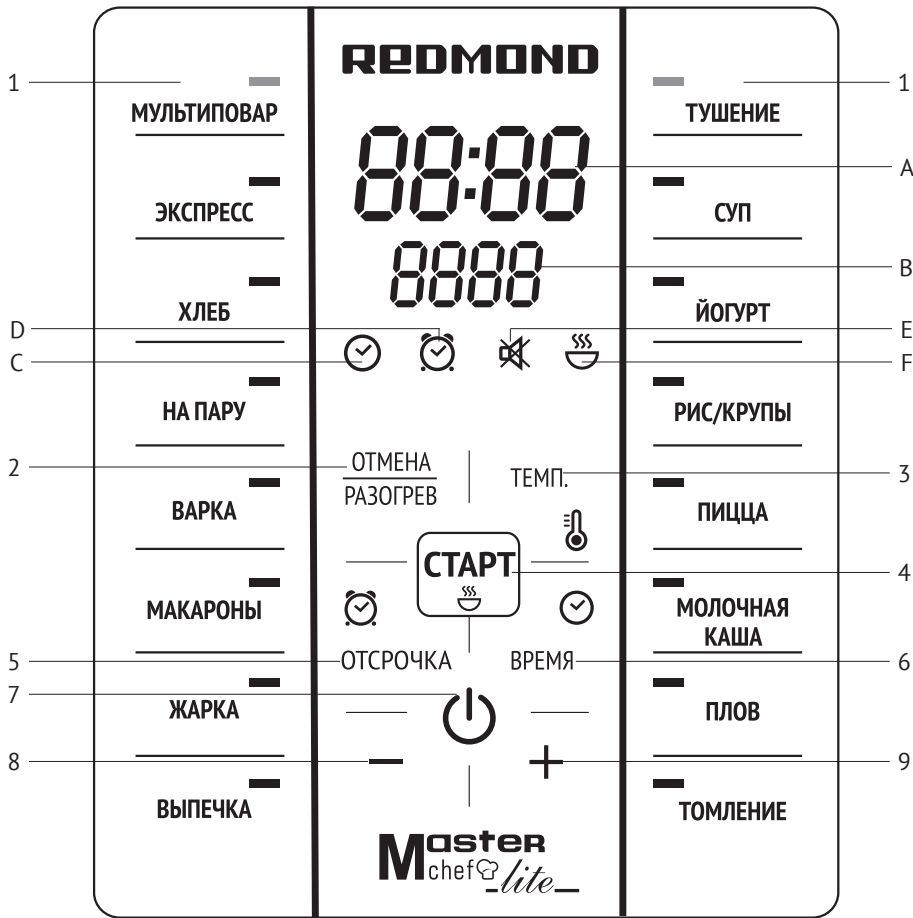 REDMOND
1
1
МУЛЬТИПОВАР
ТУШЕНИЕ
88:88
A
ЭКСПРЕСС
СУП
8888
B
ХЛЕБ
ЙОГУРТ
D
E
C
F
НА ПАРУ
РИС/КРУПЫ
2
ОТМЕНА
РАЗОГРЕВ
ТЕМП.
3
ВАРКА
ПИЦЦА
СТАРТ
4
МАКАРОНЫ
МОЛОЧНАЯ
КАША
5
ОТСРОЧКА
ВРЕМЯ
6
7
ЖАРКА
ПЛОВ
8
9
ВЫПЕЧКА
ТОМЛЕНИЕ
Master
chef
lite